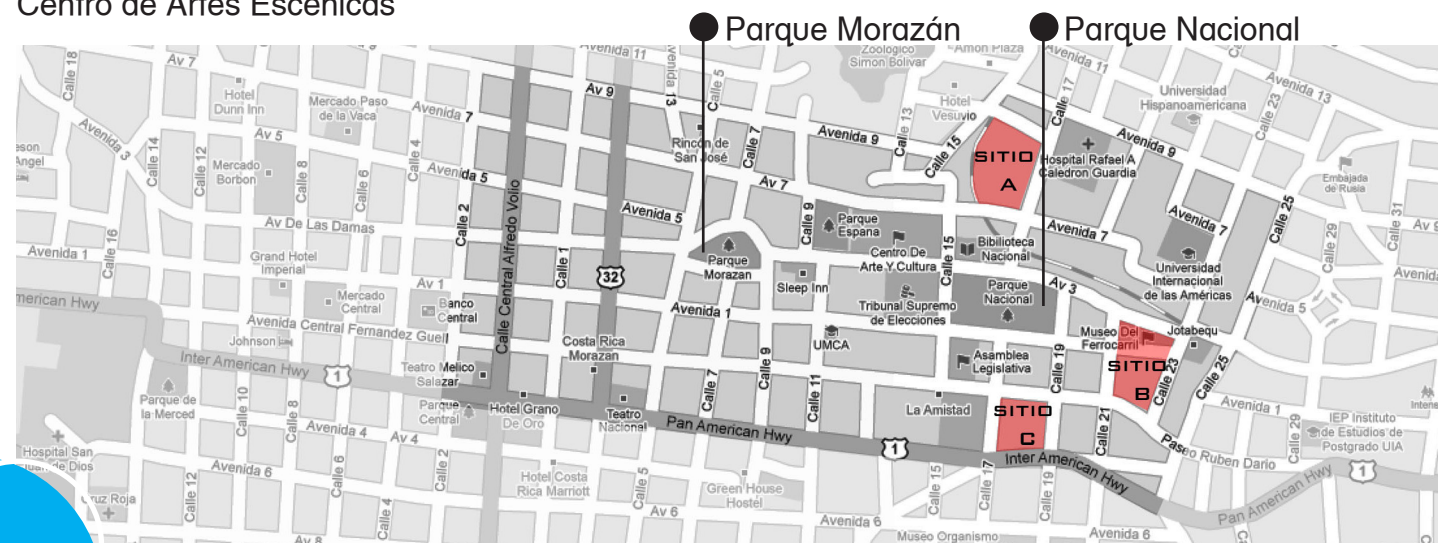 Centro de Artes Escénicas
Parque Morazán
Parque Nacional
Avenida 11
Zoologico
Simon Bolivar
Amon Plaza
Avenida 11
Calle 18
Av 7
Hotel
Dunn Inn
Mercado Paso
de la Vaca
Avenida 7
Av 9
Avenida 13
Calle 5
Calle 13
Hotel
Vesuvio
Calle 17
Universidad
Hispanoamericana
Calle 23
Avenida 13
Avenida 3
Calle 14
Av 5
Calle 12
Mercado
Borbon
Calle 8
Calle 6
Calle 4
Avenida 5
Rincón de
San José
Calle 7
Avenida 9
Calle 15
SITIO
A
Hospital Rafael A
Caledron Guardia
Avenida 9
Embajada
de Rusia
Av 7
Calle 2
Calle Central Alfredo Volio
Avenida 5
Calle 9
Parque
Espana
Centro De
Arte Y Cultura
Calle 15
Bibilioteca
Nacional
Avenida 7
Avenida 7
Calle 25
Calle 29
Calle 31
Av De Las Damas
Calle 16
Avenida 1
Grand Hotel
Imperial
Calle 1
32
Parque
Morazan
Sleep Inn
Parque
Nacional
Av 3
Universidad
Internacional
de las Américas
Avenida 5
merican Hwy
Mercado
Central
Av 1
Banco
Central
Avenida 1
Tribunal Supremo
de Elecciones
Avenida Central Fernandez Guell
Johnson
Costa Rica
Morazan
UMCA
Museo Del
Ferrocarril
Jotabequ
Inter American Hwy
1
Teatro Melico
Salazar
Calle 9
Asamblea
Legislativa
Calle 19
SITIO
B
Calle 23
Calle 25
Parque de
la Merced
Calle 10
Calle 8
Parque
Central
Hotel Grano
De Oro
Teatro
Nacional
Calle 7
Calle 11
La Amistad
SITIO
C
Calle 21
Avenida 1
Calle 29
IEP Instituto
de Estudios de
Postgrado UIA
Avenida 4
Av 4
Pan American Hwy
1
Inter American Hwy
Paseo Ruben Dario
1
Hospital San
Juan de Dios
Avenida 6
Calle 12
Calle 6
Calle 2
Calle 4
Hotel Costa
Rica Marriott
Calle 5
Green House
Hostel
Calle 15
Calle 17
Calle 19
Pan American Hwy
Cruz Roja
Av 8
Av 6
Avenida 6
Museo Organismo
Avenida 6